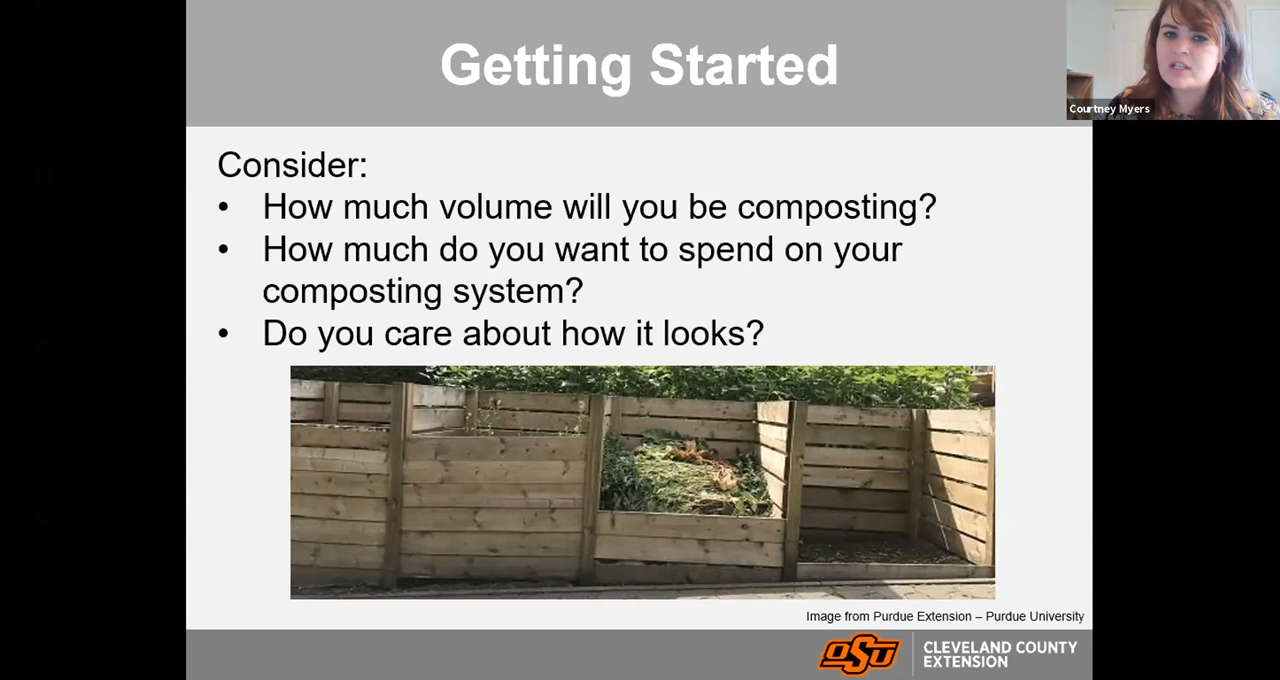 Getting Started
Courtney Myers
Consider:
• How much volume will you be composting?
• How much do you want to spend on your
composting system?
• Do you care about how it looks?
Image from Purdue Extension – Purdue University
OSU
CLEVELAND COUNTY
EXTENSION